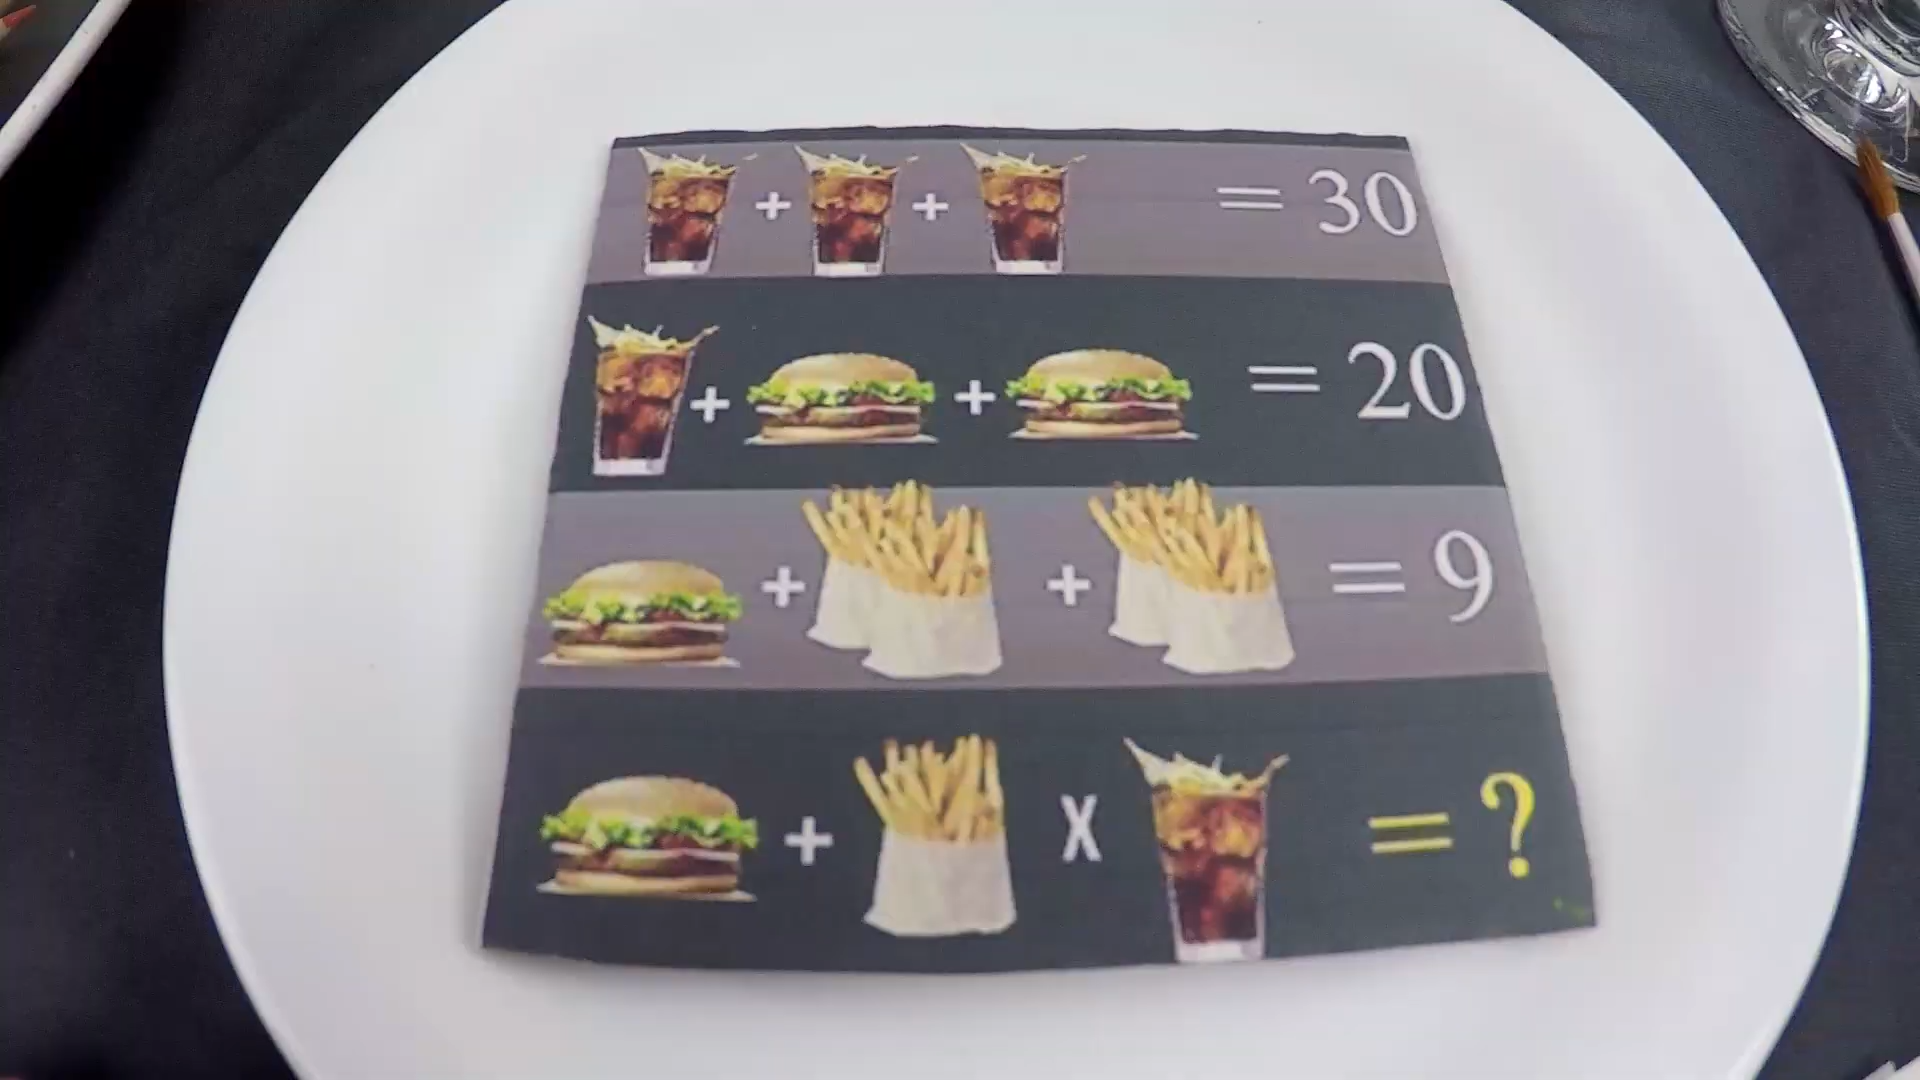 + + = 30
+ + = 20
+ + = 9
+ X = ?